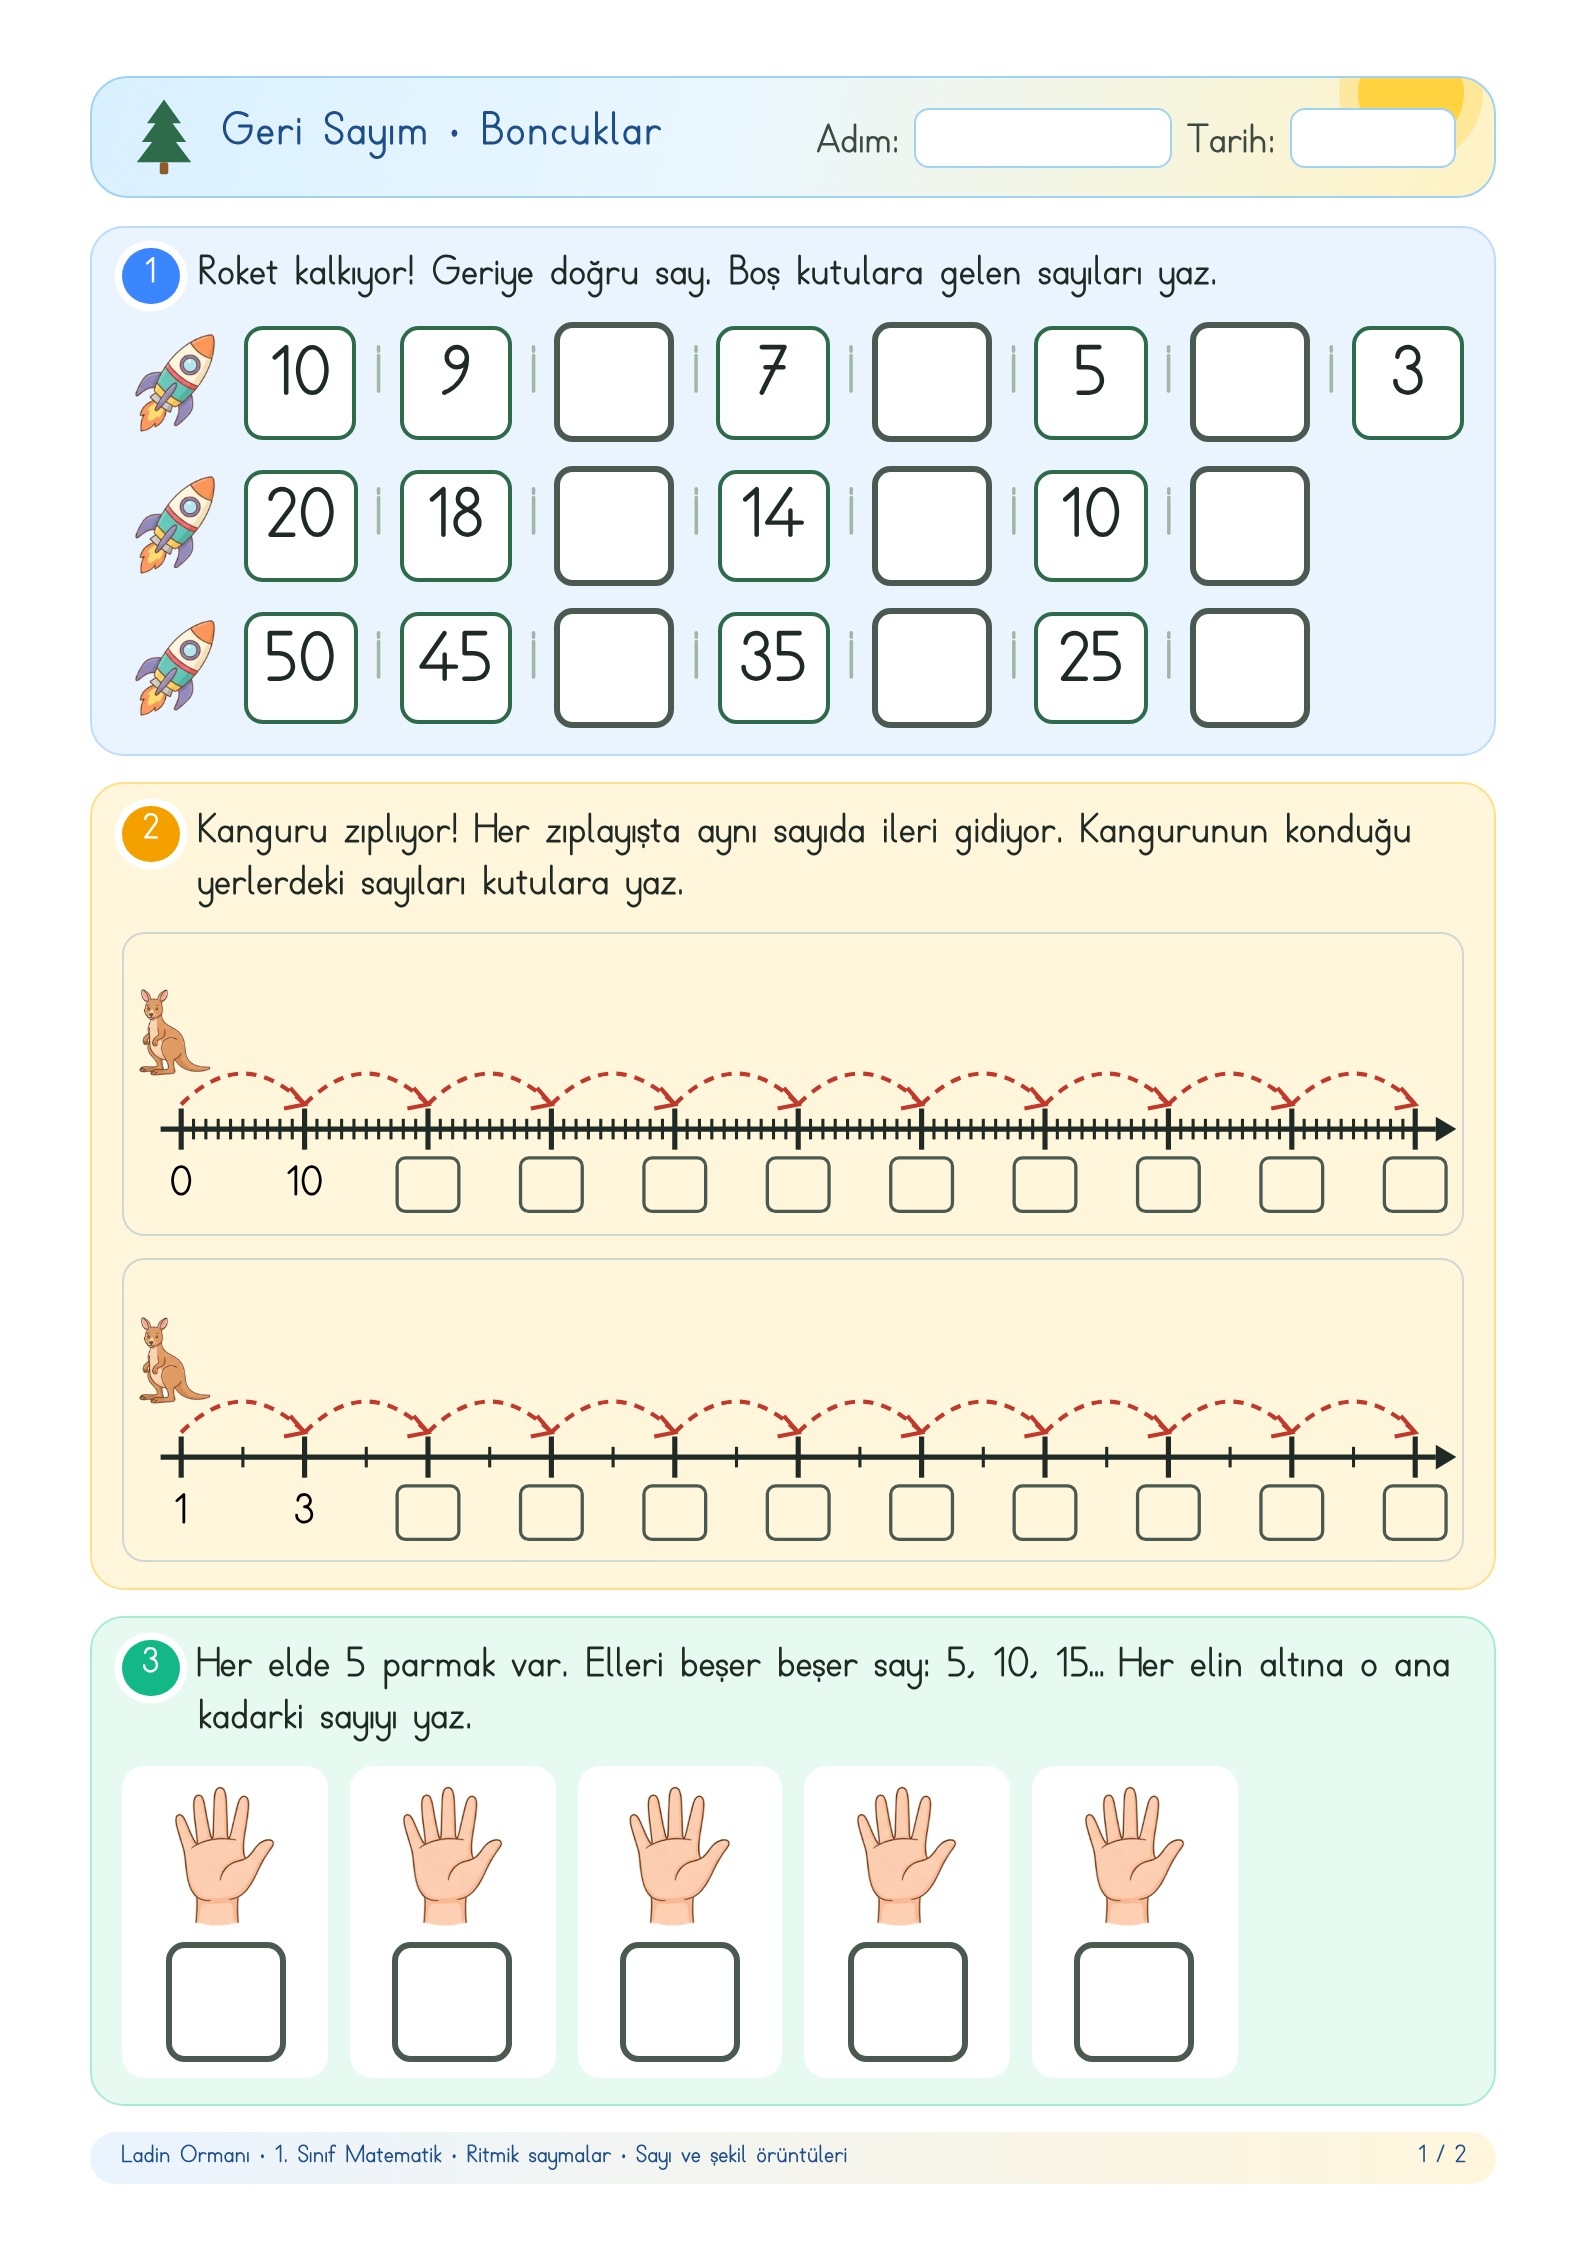 Geri Sayım • Boncuklar
Adım:
Tarih:
1 Roket kalkıyor! Geriye doğru say. Boş kutulara gelen sayıları yaz.
10 9 7 5 3
20 18 14 10
50 45 35 25
2 Kanguru zıplıyor! Her zıplayışta aynı sayıda ileri gidiyor. Kangurunun konduğu
yerlerdeki sayıları kutulara yaz.
0 10
1 3
3 Her elde 5 parmak var. Elleri beşer beşer say: 5, 10, 15... Her elin altına o ana
kadarki sayıyı yaz.
Ladin Ormanı • 1. Sınıf Matematik • Ritmik saymalar • Sayı ve şekil örüntüleri
1 / 2